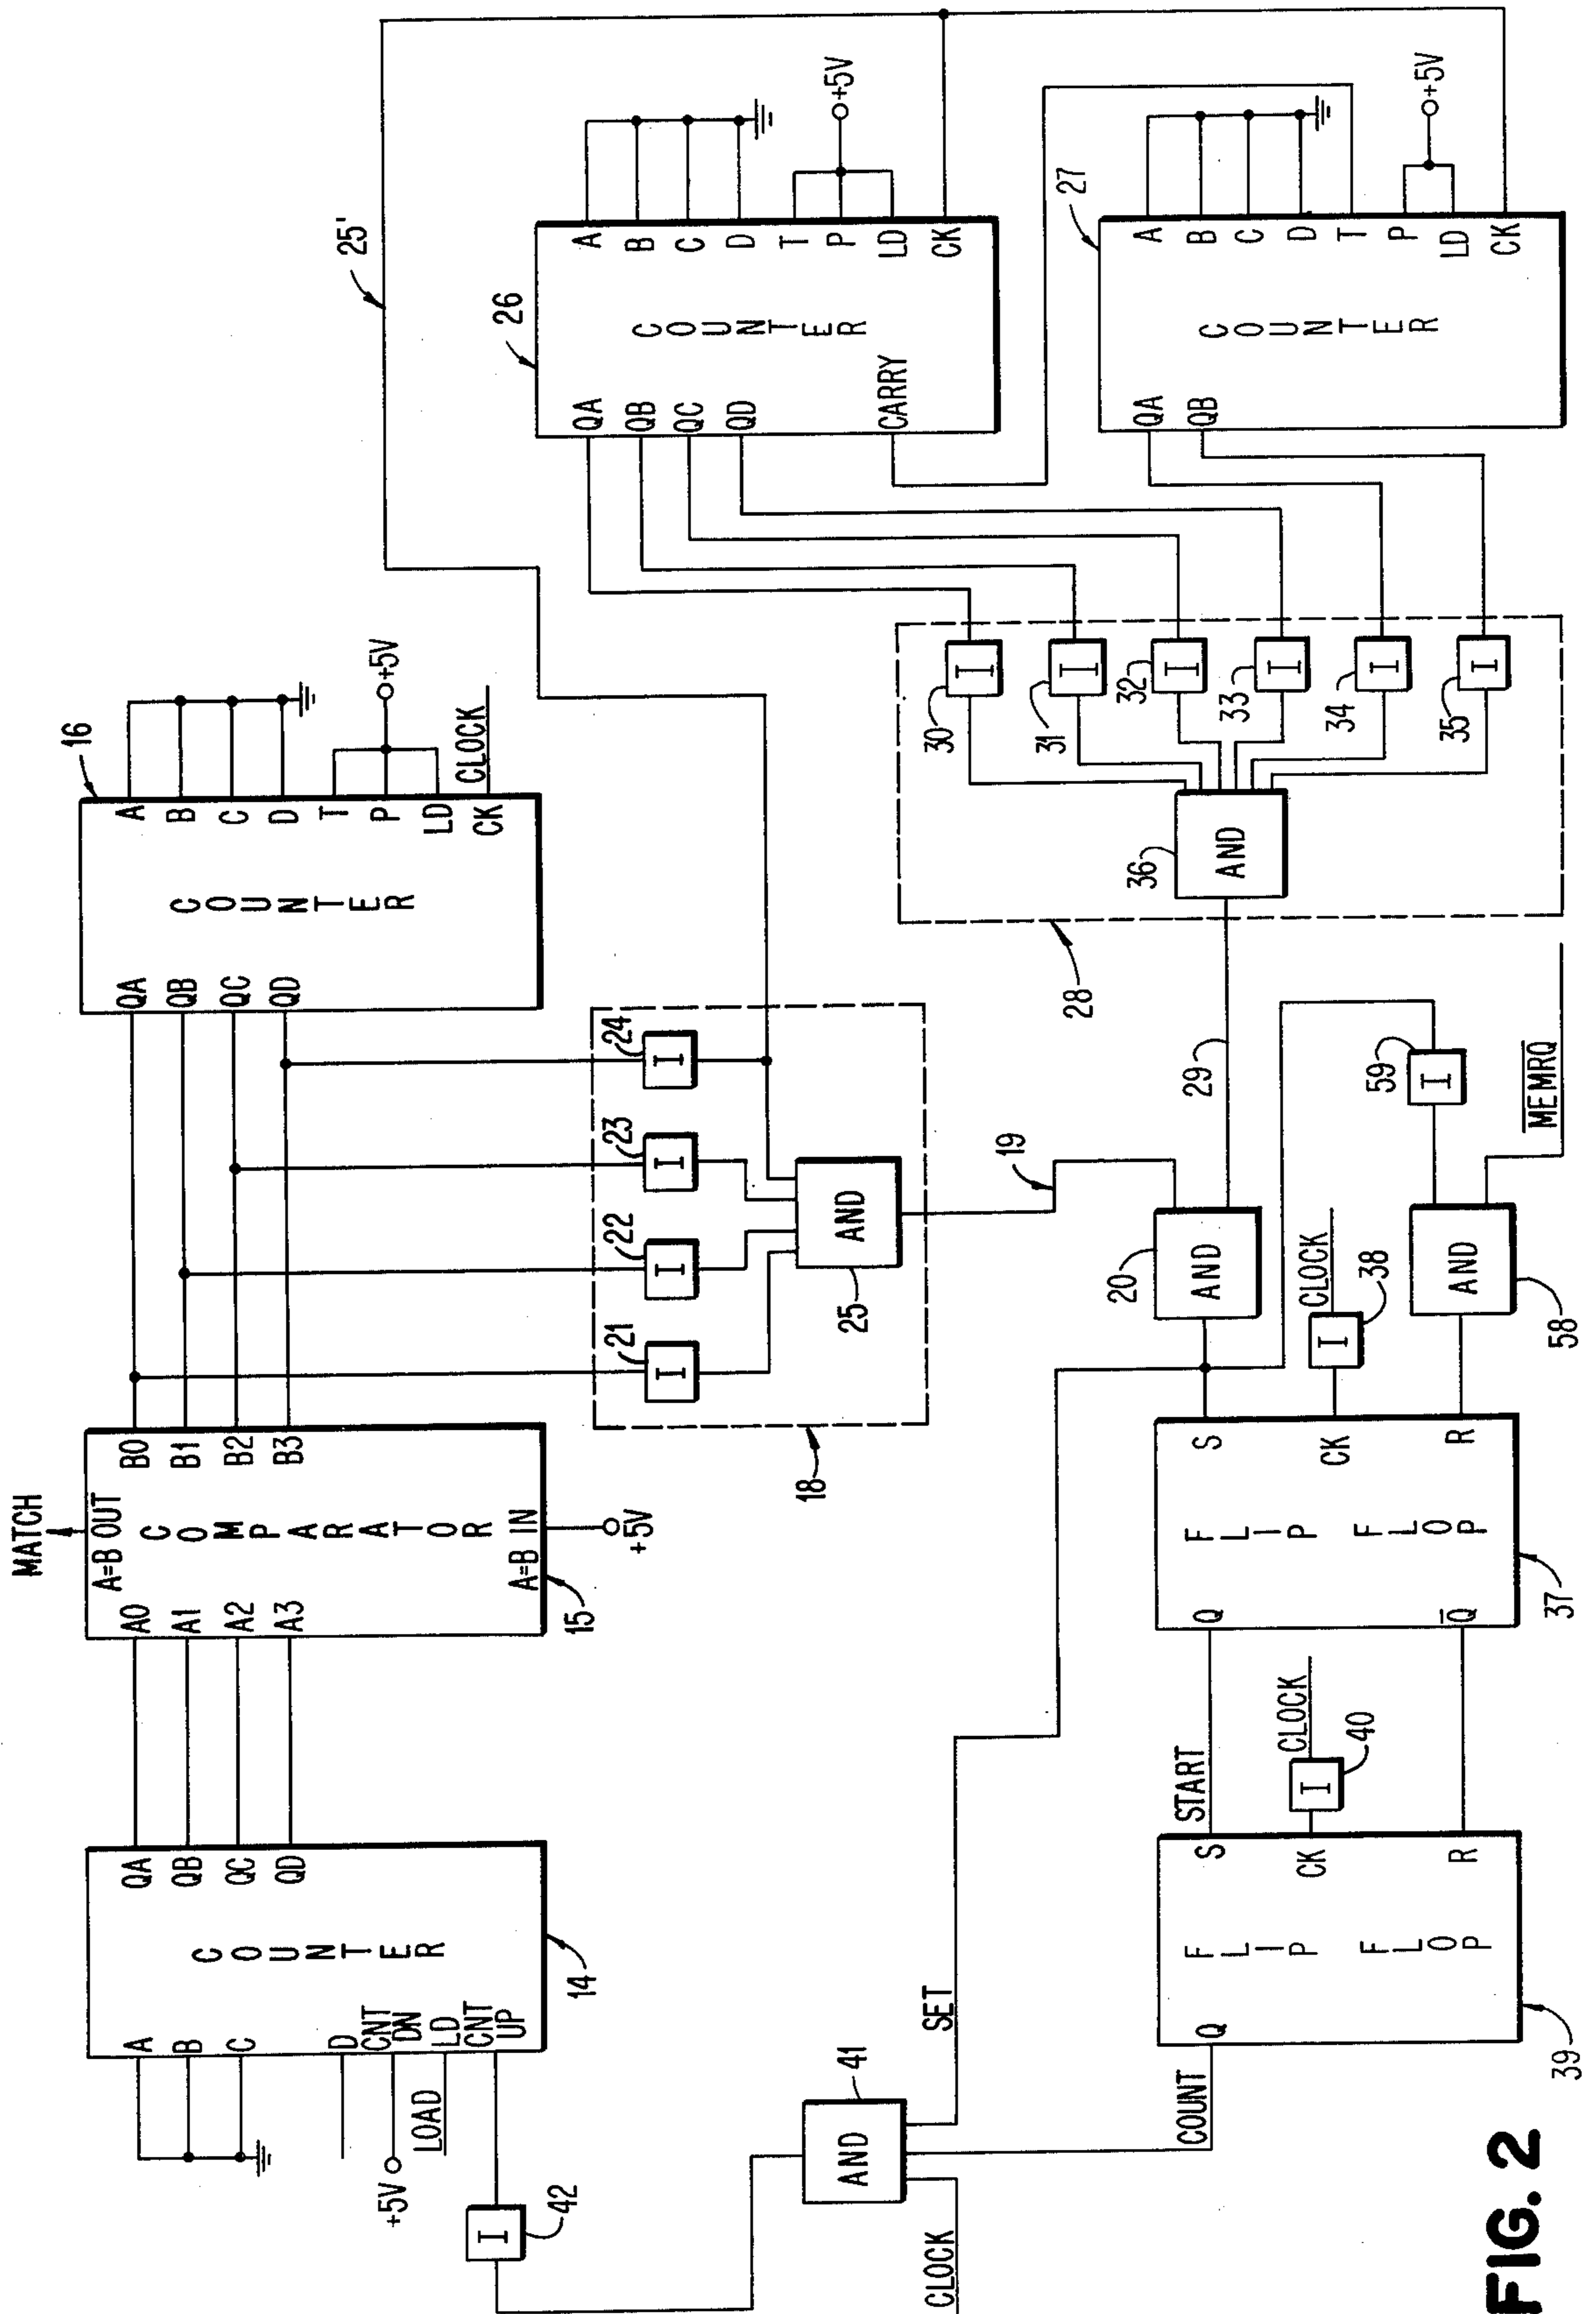 MATCH
A=B OUT
COMPARATOR
A=B IN
A0
A1
A2
A3
B0
B1
B2
B3
15
+5V
COUNTER
14
A
B
C
D
CNT DN
LD
CNT UP
QA
QB
QC
QD
+5V
LOAD
42
I
COUNTER
16
QA
QB
QC
QD
A
B
C
D
T
P
LD
CK
+5V
CLOCK
18
21
I
22
I
23
I
24
I
AND
25
19
25'
COUNTER
26
QA
QB
QC
QD
CARRY
A
B
C
D
T
P
LD
CK
+5V
COUNTER
27
QA
QB
A
B
C
D
T
P
LD
CK
+5V
28
30
I
31
I
32
I
33
I
34
I
35
I
36
AND
29
20
AND
SET
41
AND
CLOCK
COUNT
FLIP FLOP
39
Q
S
CK
R
START
CLOCK
I
40
FLIP FLOP
37
Q
Q̅
S
CK
R
CLOCK
I
38
AND
58
59
I
M̅E̅M̅R̅Q̅
FIG. 2